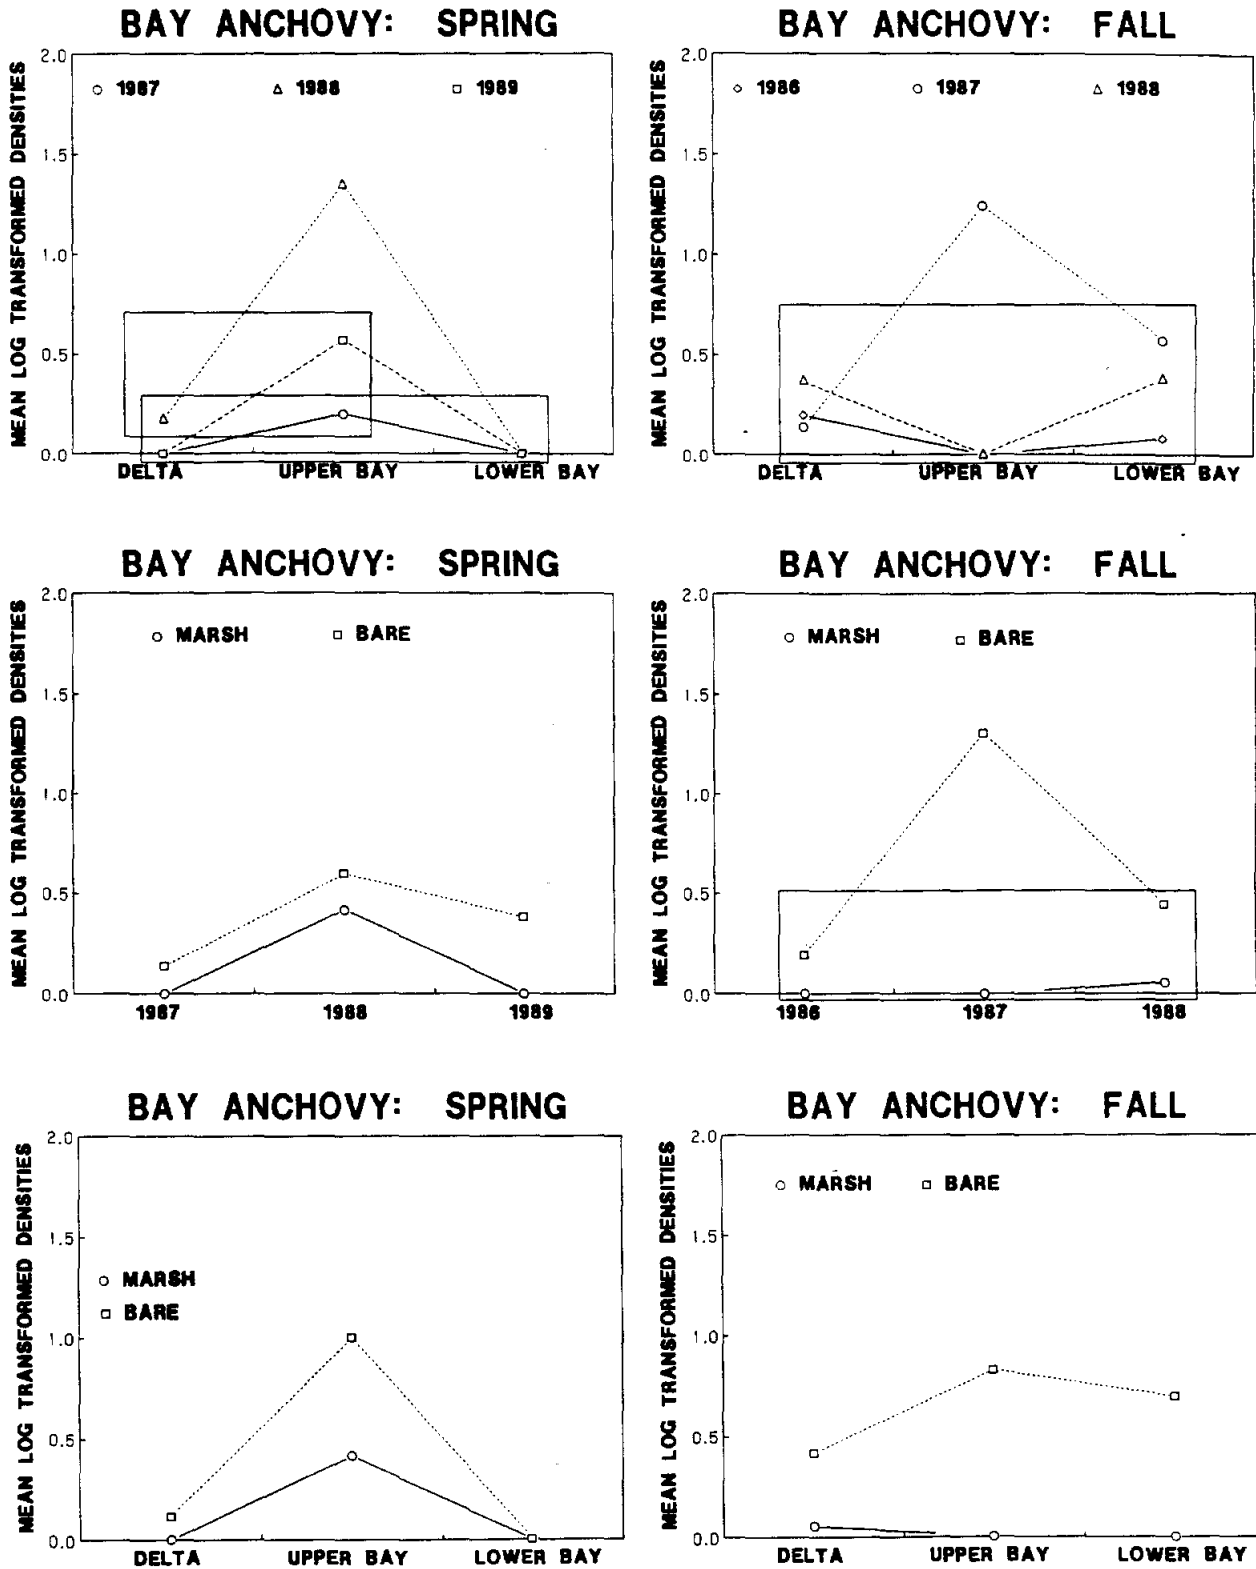 BAY ANCHOVY: SPRING
MEAN LOG TRANSFORMED DENSITIES
2.0
1.5
1.0
0.5
0.0
1987 1988 1989
DELTA UPPER BAY LOWER BAY
BAY ANCHOVY: FALL
MEAN LOG TRANSFORMED DENSITIES
2.0
1.5
1.0
0.5
0.0
1986 1987 1988
DELTA UPPER BAY LOWER BAY
BAY ANCHOVY: SPRING
MEAN LOG TRANSFORMED DENSITIES
2.0
1.5
1.0
0.5
0.0
MARSH BARE
1987 1988 1989
BAY ANCHOVY: FALL
MEAN LOG TRANSFORMED DENSITIES
2.0
1.5
1.0
0.5
0.0
MARSH BARE
1986 1987 1988
BAY ANCHOVY: SPRING
MEAN LOG TRANSFORMED DENSITIES
2.0
1.5
1.0
0.5
0.0
MARSH
BARE
DELTA UPPER BAY LOWER BAY
BAY ANCHOVY: FALL
MEAN LOG TRANSFORMED DENSITIES
2.0
1.5
1.0
0.5
0.0
MARSH BARE
DELTA UPPER BAY LOWER BAY